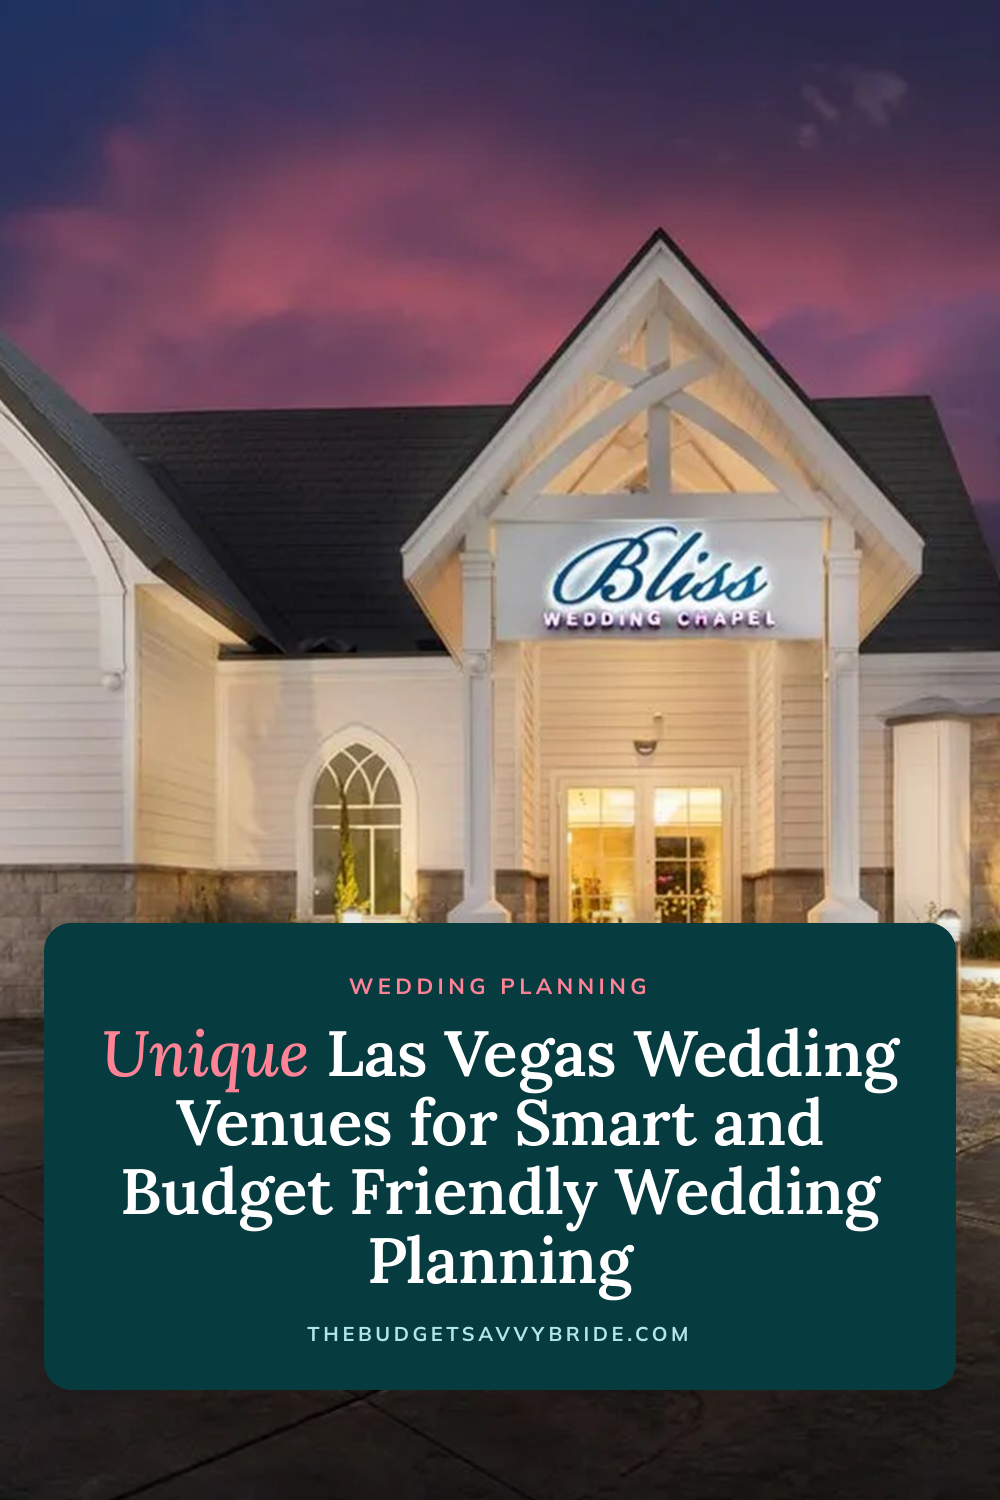 Bliss
WEDDING CHAPEL
WEDDING PLANNING
Unique Las Vegas Wedding
Venues for Smart and
Budget Friendly Wedding
Planning
THEBUDGETSAVVYBRIDE.COM